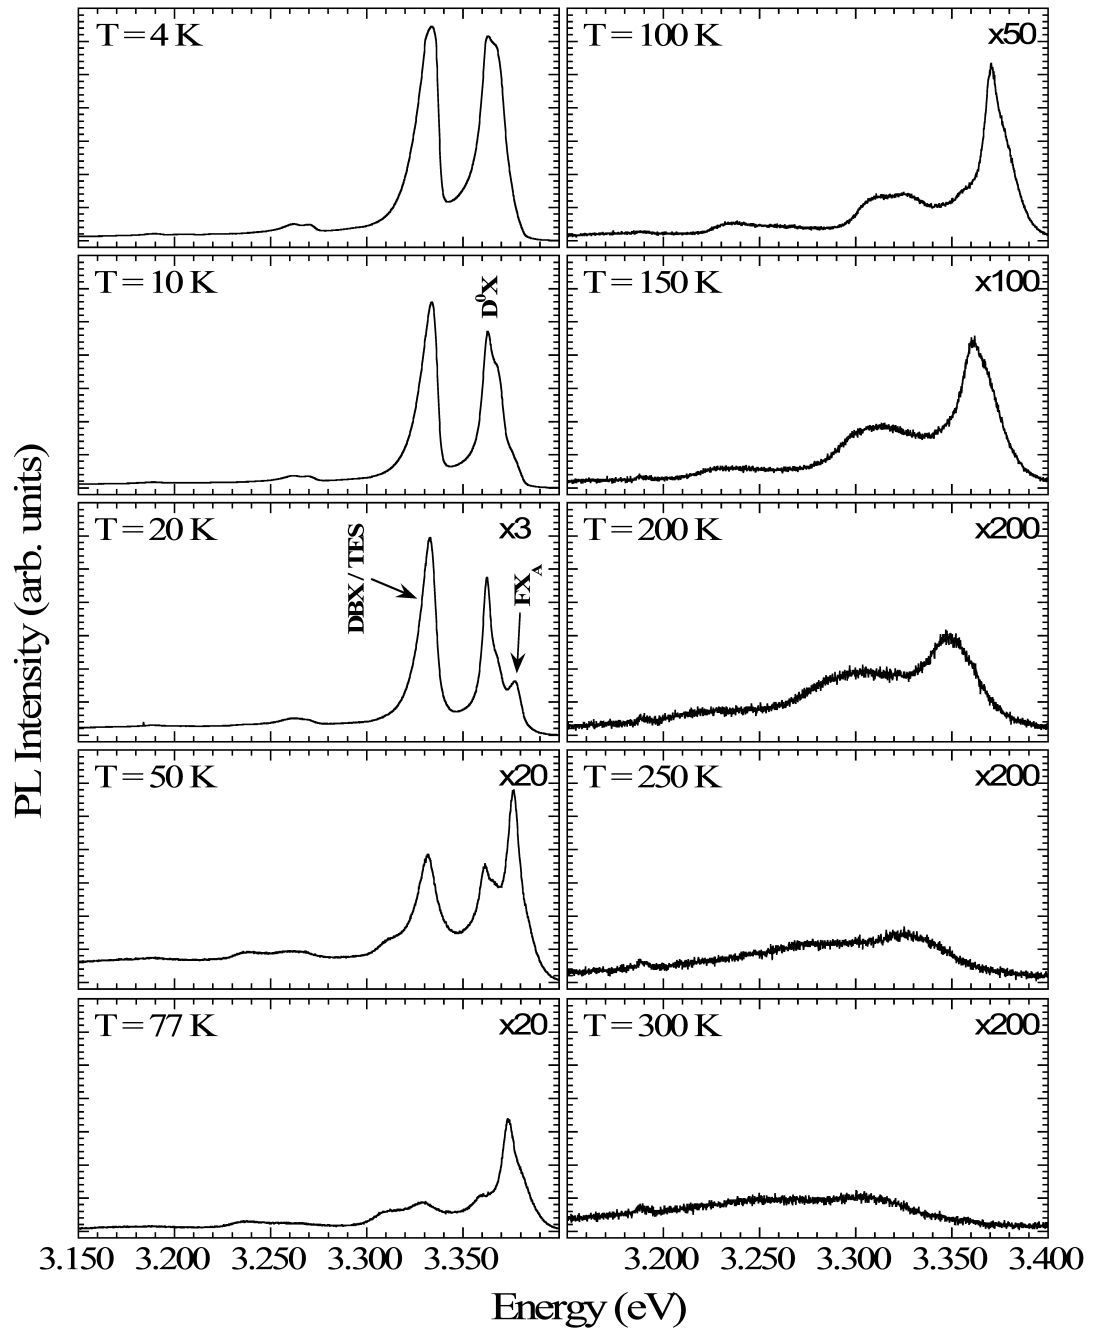 T = 4 K
T = 100 K x50
T = 10 K
D⁰X
T = 150 K x100
T = 20 K x3
DBX / TES
FX_A
T = 200 K x200
T = 50 K x20
T = 250 K x200
T = 77 K x20
T = 300 K x200
PL Intensity (arb. units)
3.150 3.200 3.250 3.300 3.350 3.200 3.250 3.300 3.350 3.400
Energy (eV)